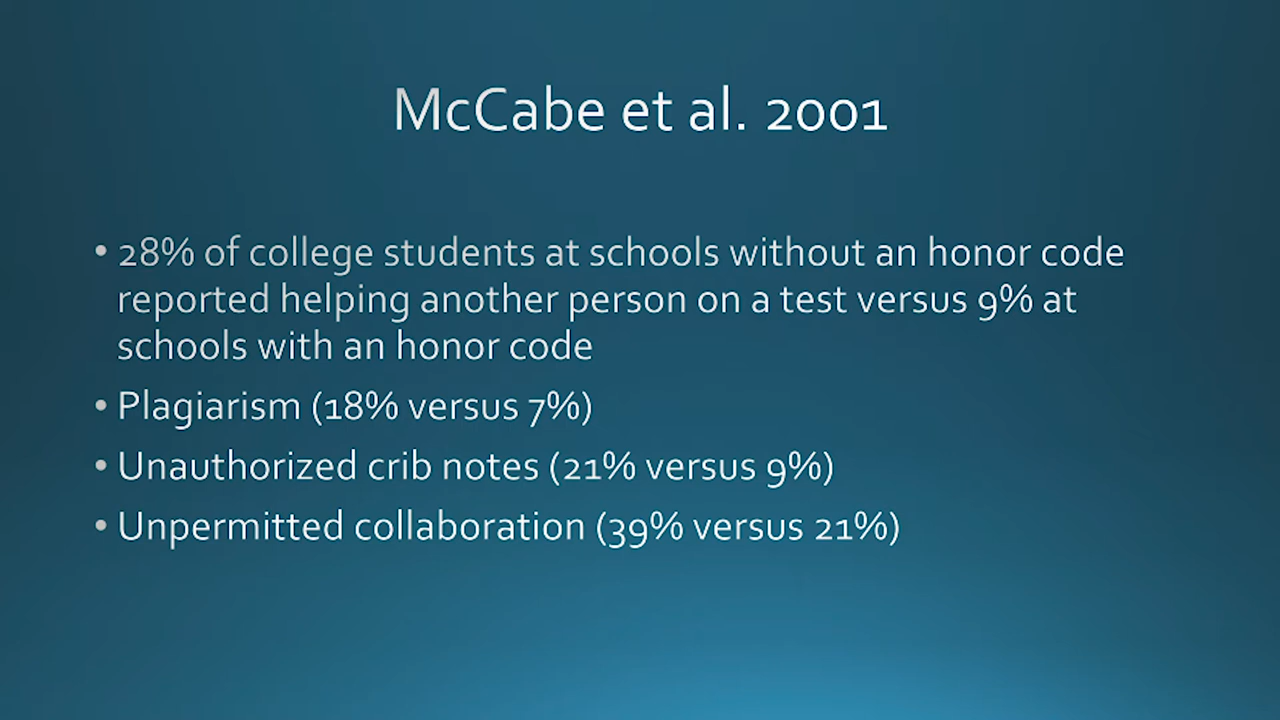 McCabe et al. 2001
• 28% of college students at schools without an honor code
reported helping another person on a test versus 9% at
schools with an honor code
• Plagiarism (18% versus 7%)
• Unauthorized crib notes (21% versus 9%)
• Unpermitted collaboration (39% versus 21%)